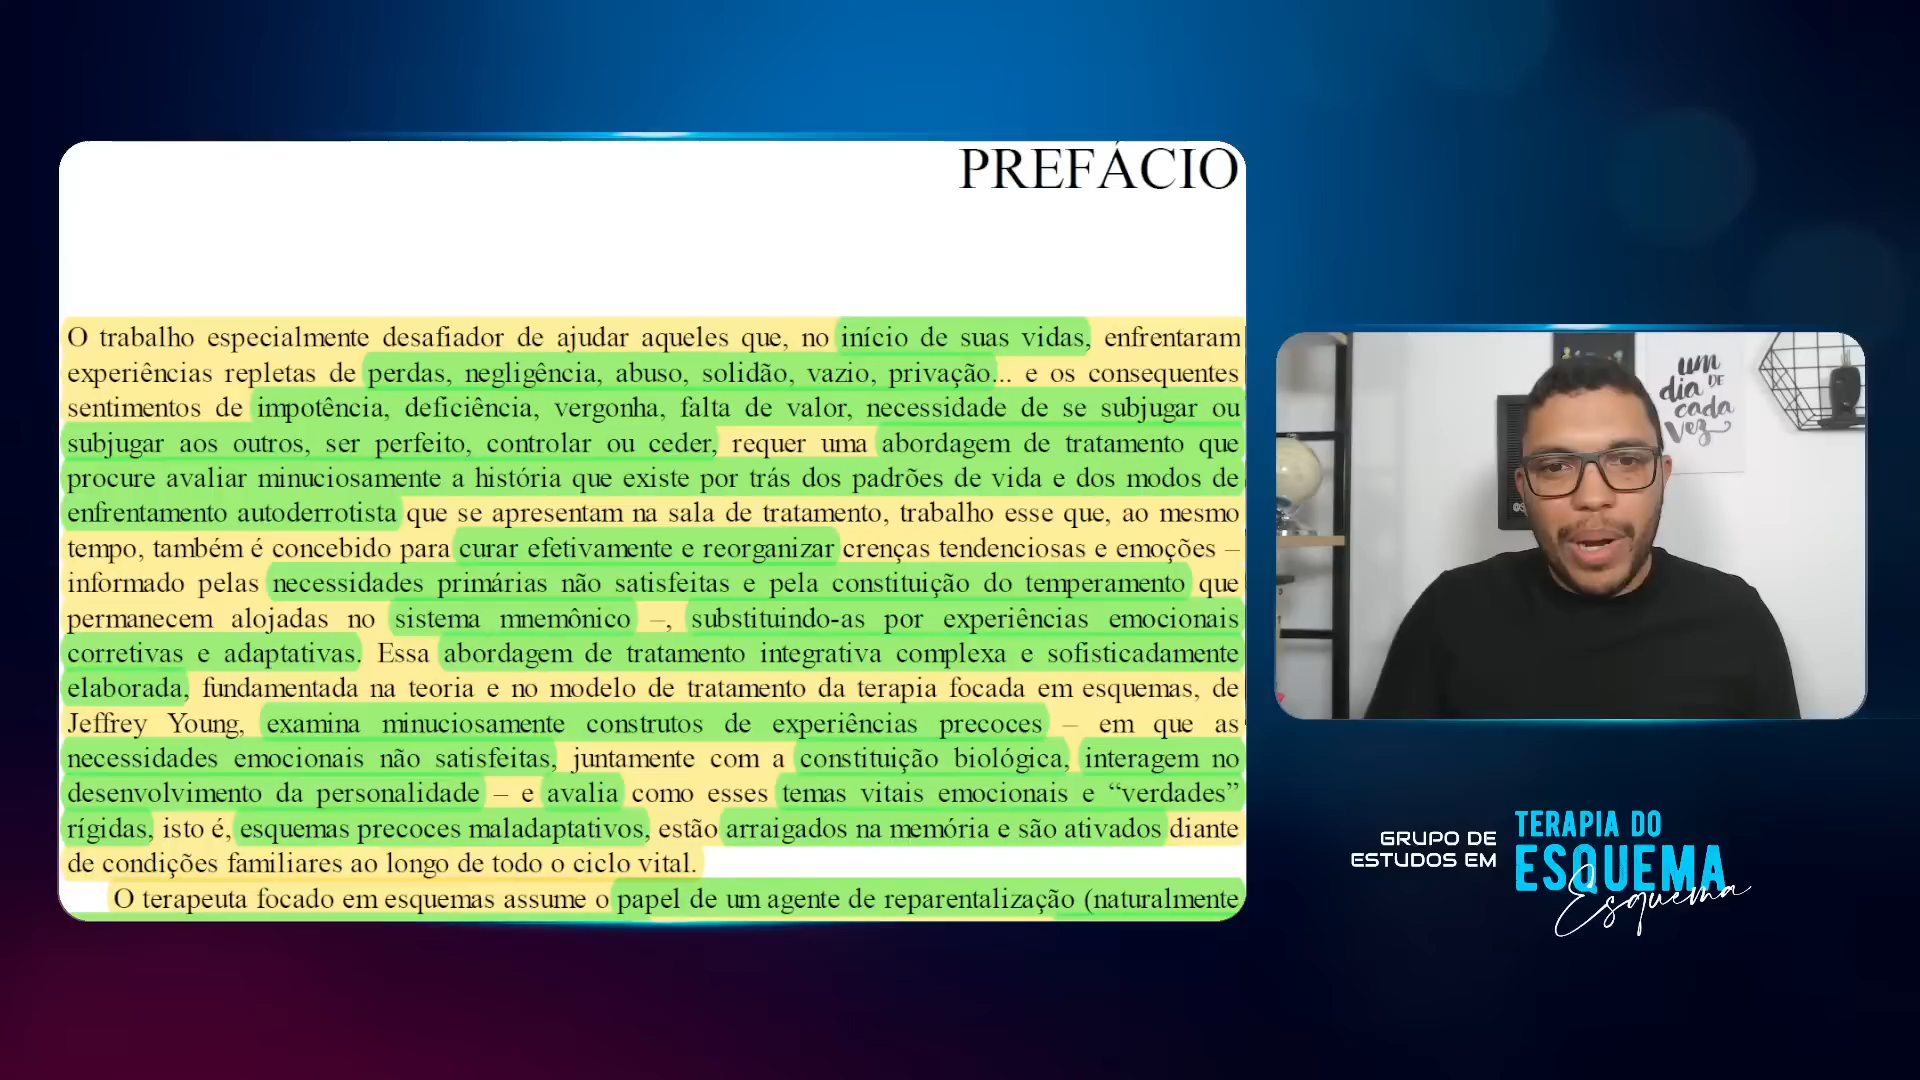 PREFÁCIO
O trabalho especialmente desafiador de ajudar aqueles que, no início de suas vidas, enfrentaram
experiências repletas de perdas, negligência, abuso, solidão, vazio, privação... e os consequentes
sentimentos de impotência, deficiência, vergonha, falta de valor, necessidade de se subjugar ou
subjugar aos outros, ser perfeito, controlar ou ceder, requer uma abordagem de tratamento que
procure avaliar minuciosamente a história que existe por trás dos padrões de vida e dos modos de
enfrentamento autoderrotista que se apresentam na sala de tratamento, trabalho esse que, ao mesmo
tempo, também é concebido para curar efetivamente e reorganizar crenças tendenciosas e emoções –
informado pelas necessidades primárias não satisfeitas e pela constituição do temperamento que
permanecem alojadas no sistema mnemônico –, substituindo-as por experiências emocionais
corretivas e adaptativas. Essa abordagem de tratamento integrativa complexa e sofisticadamente
elaborada, fundamentada na teoria e no modelo de tratamento da terapia focada em esquemas, de
Jeffrey Young, examina minuciosamente construtos de experiências precoces – em que as
necessidades emocionais não satisfeitas, juntamente com a constituição biológica, interagem no
desenvolvimento da personalidade – e avalia como esses temas vitais emocionais e “verdades”
rígidas, isto é, esquemas precoces maladaptativos, estão arraigados na memória e são ativados diante
de condições familiares ao longo de todo o ciclo vital.
O terapeuta focado em esquemas assume o papel de um agente de reparentalização (naturalmente
um
dia DE
cada
vez
GRUPO DE
ESTUDOS EM
TERAPIA DO
ESQUEMA
Esquema